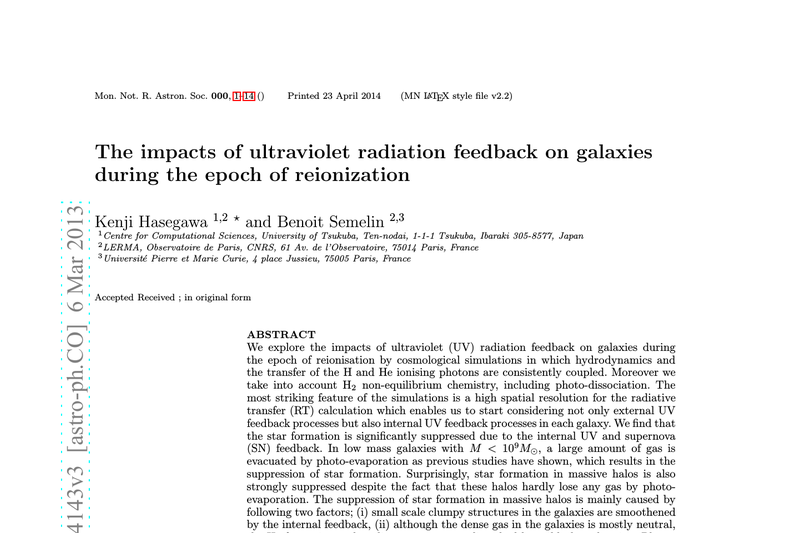 Mon. Not. R. Astron. Soc. 000, 1–14 () Printed 23 April 2014 (MN LATEX style file v2.2)
The impacts of ultraviolet radiation feedback on galaxies
during the epoch of reionization
Kenji Hasegawa 1,2 ⋆ and Benoit Semelin 2,3
1 Centre for Computational Sciences, University of Tsukuba, Ten-nodai, 1-1-1 Tsukuba, Ibaraki 305-8577, Japan
2 LERMA, Observatoire de Paris, CNRS, 61 Av. de l'Observatoire, 75014 Paris, France
3 Université Pierre et Marie Curie, 4 place Jussieu, 75005 Paris, France
Accepted Received ; in original form
ABSTRACT
We explore the impacts of ultraviolet (UV) radiation feedback on galaxies during
the epoch of reionisation by cosmological simulations in which hydrodynamics and
the transfer of the H and He ionising photons are consistently coupled. Moreover we
take into account H2 non-equilibrium chemistry, including photo-dissociation. The
most striking feature of the simulations is a high spatial resolution for the radiative
transfer (RT) calculation which enables us to start considering not only external UV
feedback processes but also internal UV feedback processes in each galaxy. We find that
the star formation is significantly suppressed due to the internal UV and supernova
(SN) feedback. In low mass galaxies with M < 10^9 M⊙, a large amount of gas is
evacuated by photo-evaporation as previous studies have shown, which results in the
suppression of star formation. Surprisingly, star formation in massive halos is also
strongly suppressed despite the fact that these halos hardly lose any gas by photo-
evaporation. The suppression of star formation in massive halos is mainly caused by
following two factors; (i) small scale clumpy structures in the galaxies are smoothened
by the internal feedback, (ii) although the dense gas in the galaxies is mostly neutral,
4143v3 [astro-ph.CO] 6 Mar 2013